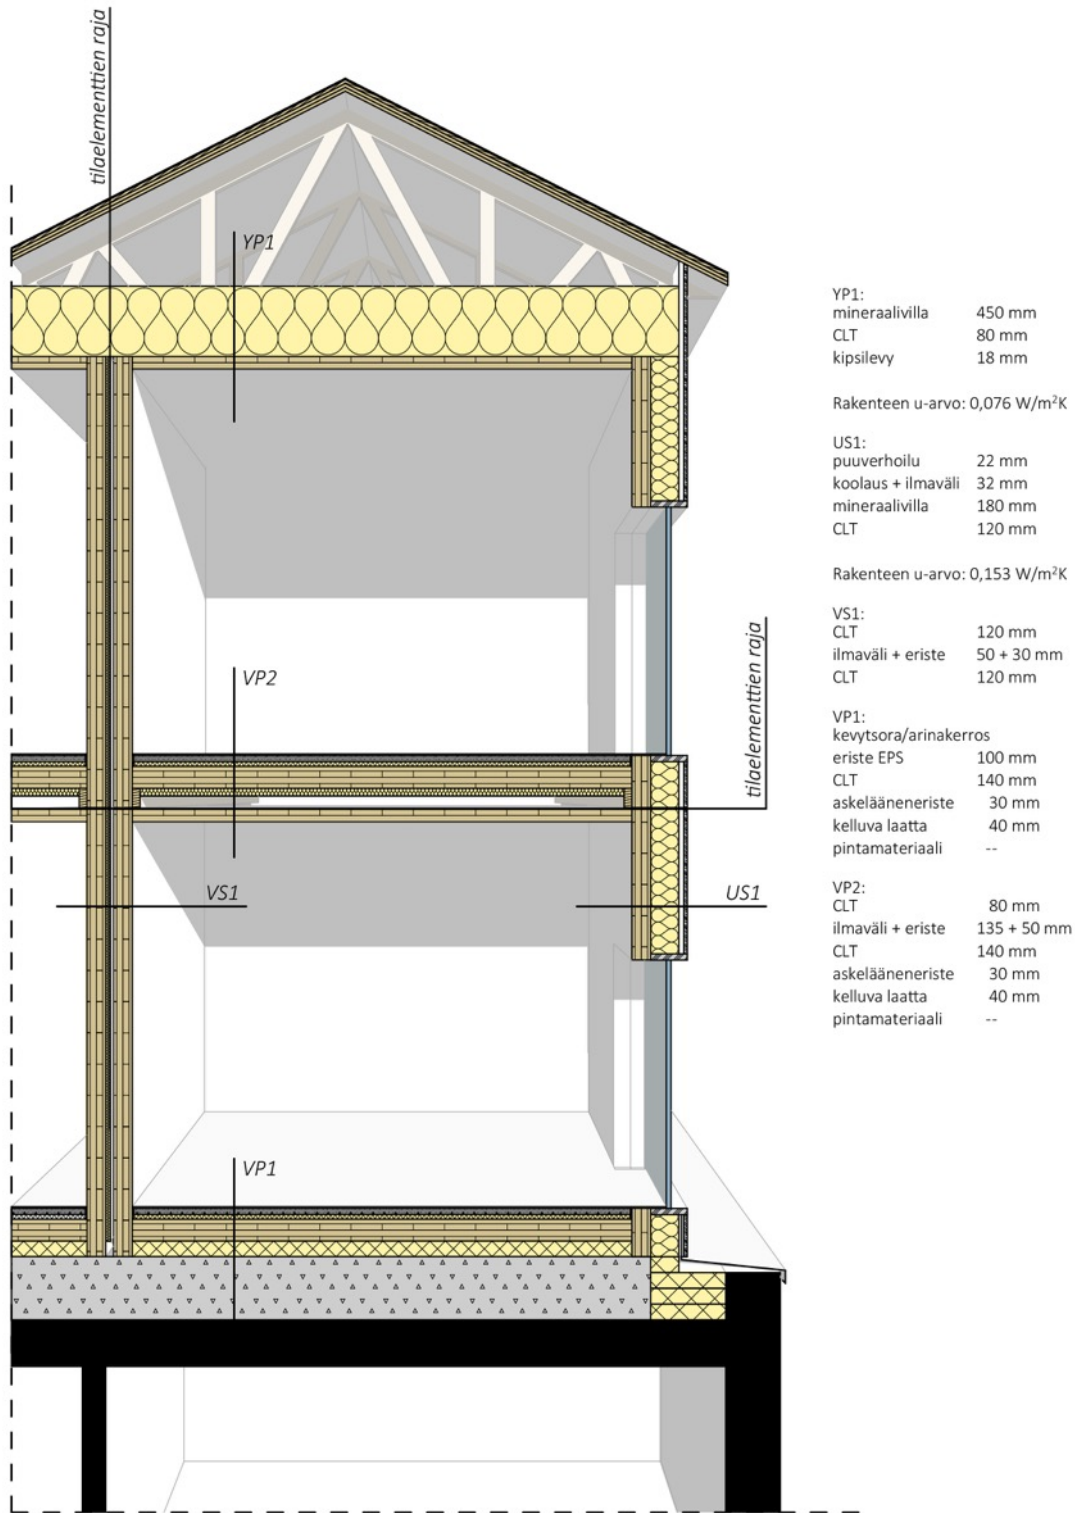 tilaelementtien raja
YP1
VP2
tilaelementtien raja
VS1
US1
VP1
YP1:
mineraalivilla 450 mm
CLT 80 mm
kipsilevy 18 mm
Rakenteen u-arvo: 0,076 W/m²K
US1:
puuverhoilu 22 mm
koolaus + ilmaväli 32 mm
mineraalivilla 180 mm
CLT 120 mm
Rakenteen u-arvo: 0,153 W/m²K
VS1:
CLT 120 mm
ilmaväli + eriste 50 + 30 mm
CLT 120 mm
VP1:
kevytsora/arinakerros
eriste EPS 100 mm
CLT 140 mm
askelääneneriste 30 mm
kelluva laatta 40 mm
pintamateriaali --
VP2:
CLT 80 mm
ilmaväli + eriste 135 + 50 mm
CLT 140 mm
askelääneneriste 30 mm
kelluva laatta 40 mm
pintamateriaali --